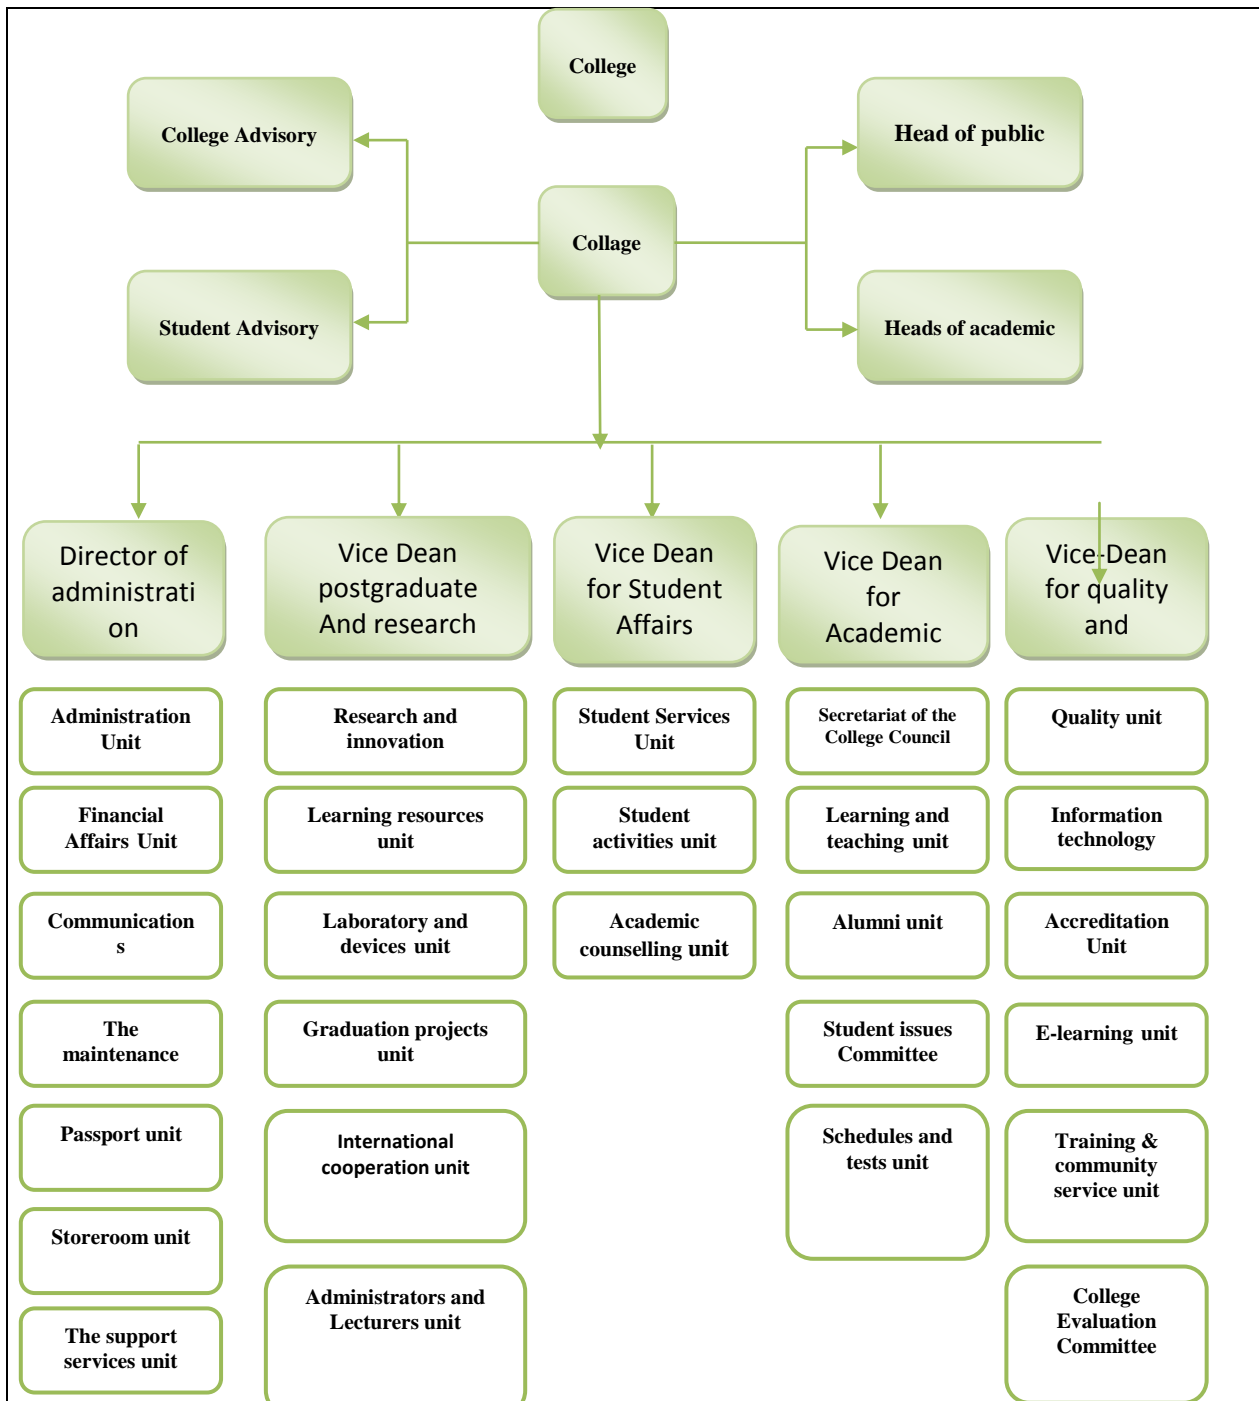 College
College Advisory
Head of public
Collage
Student Advisory
Heads of academic
Director of
administrati
on
Vice Dean
postgraduate
And research
Vice Dean
for Student
Affairs
Vice Dean
for
Academic
Vice-Dean
for quality
and
Administration
Unit
Financial
Affairs Unit
Communication
s
The
maintenance
Passport unit
Storeroom unit
The support
services unit
Research and
innovation
Learning resources
unit
Laboratory and
devices unit
Graduation projects
unit
International
cooperation unit
Administrators and
Lecturers unit
Student Services
Unit
Student
activities unit
Academic
counselling unit
Secretariat of the
College Council
Learning and
teaching unit
Alumni unit
Student issues
Committee
Schedules and
tests unit
Quality unit
Information
technology
Accreditation
Unit
E-learning unit
Training &
community
service unit
College
Evaluation
Committee